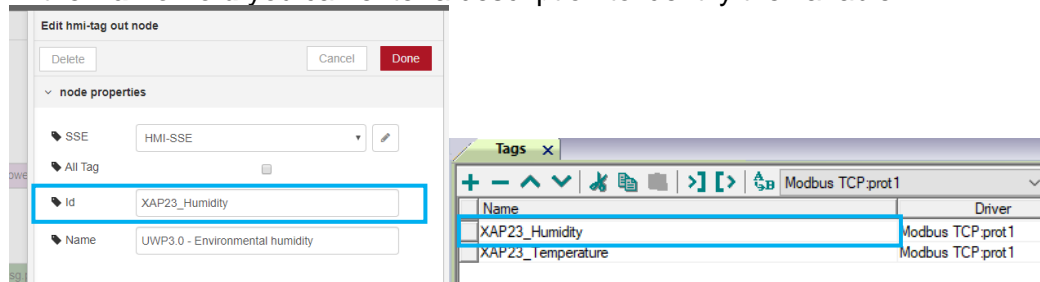 Edit hmi-tag out node
Delete
Cancel
Done
node properties
SSE
HMI-SSE
All Tag
Id
XAP23_Humidity
Name
UWP3.0 - Environmental humidity
Tags x
Modbus TCP:prot1
Name
Driver
XAP23_Humidity
Modbus TCP:prot1
XAP23_Temperature
Modbus TCP:prot1